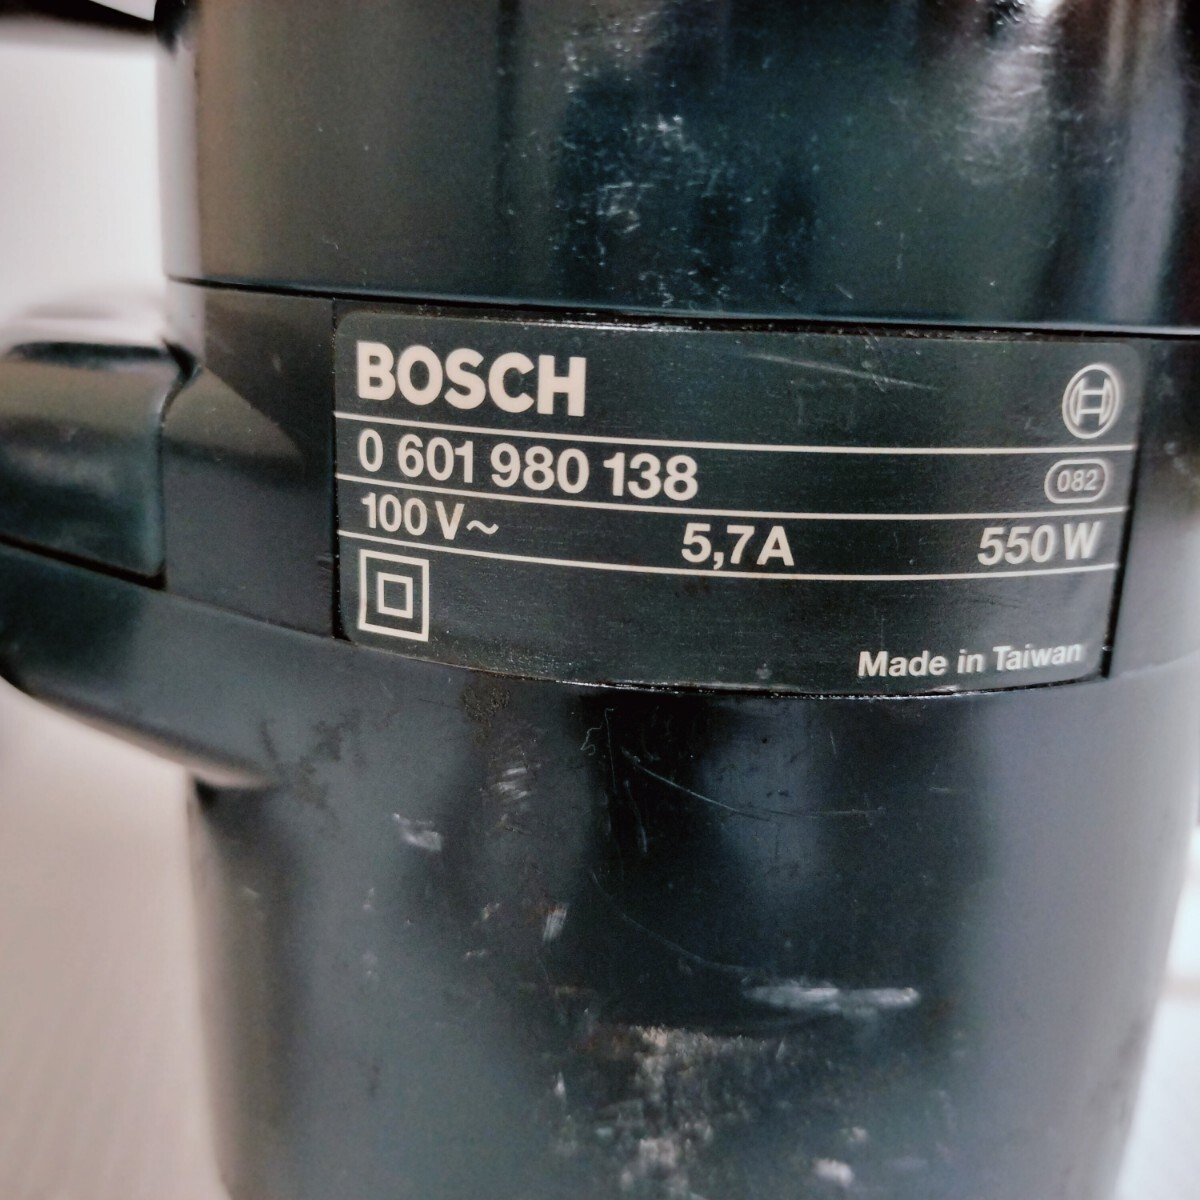 BOSCH
0 601 980 138 082
100 V~ 5,7A 550 W
Made in Taiwan